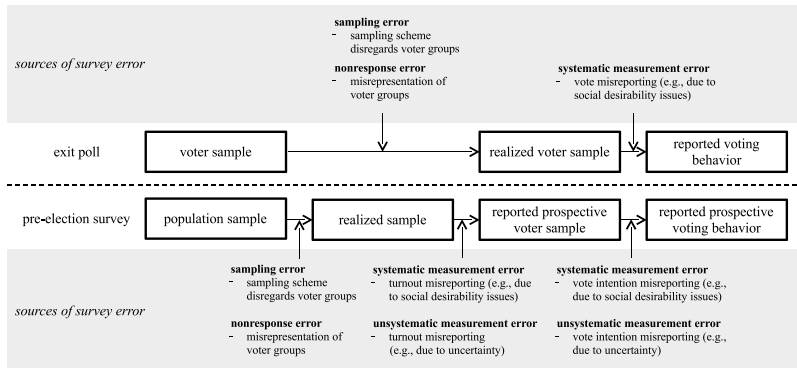 sources of survey error
sampling error
- sampling scheme
disregards voter groups
nonresponse error
- misrepresentation of
voter groups
systematic measurement error
- vote misreporting (e.g., due to
social desirability issues)
exit poll
voter sample
realized voter sample
reported voting
behavior
pre-election survey
population sample
realized sample
reported prospective
voter sample
reported prospective
voting behavior
sources of survey error
sampling error
- sampling scheme
disregards voter groups
nonresponse error
- misrepresentation of
voter groups
systematic measurement error
- turnout misreporting (e.g., due
to social desirability issues)
unsystematic measurement error
- turnout misreporting
(e.g., due to uncertainty)
systematic measurement error
- vote intention misreporting (e.g.,
due to social desirability issues)
unsystematic measurement error
- vote intention misreporting (e.g.,
due to uncertainty)